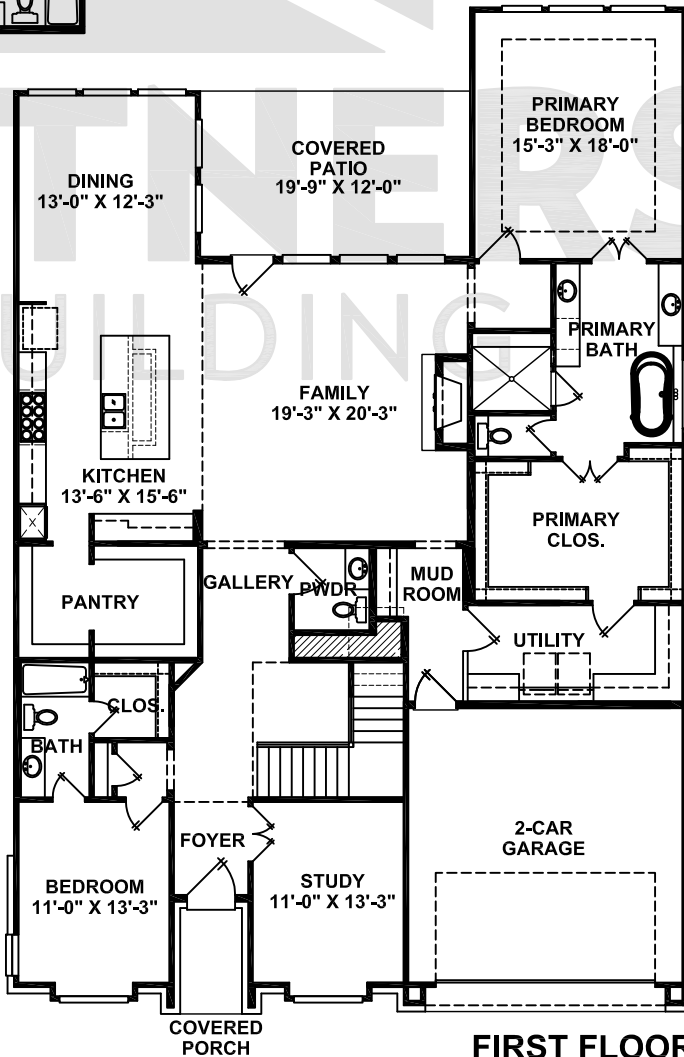 TNERS
UILDING
PRIMARY
BEDROOM
15'-3" X 18'-0"
COVERED
PATIO
19'-9" X 12'-0"
DINING
13'-0" X 12'-3"
PRIMARY
BATH
FAMILY
19'-3" X 20'-3"
KITCHEN
13'-6" X 15'-6"
PRIMARY
CLOS.
GALLERY
PWDR
MUD
ROOM
PANTRY
UTILITY
CLOS.
BATH
FOYER
2-CAR
GARAGE
BEDROOM
11'-0" X 13'-3"
STUDY
11'-0" X 13'-3"
COVERED
PORCH
FIRST FLOOR